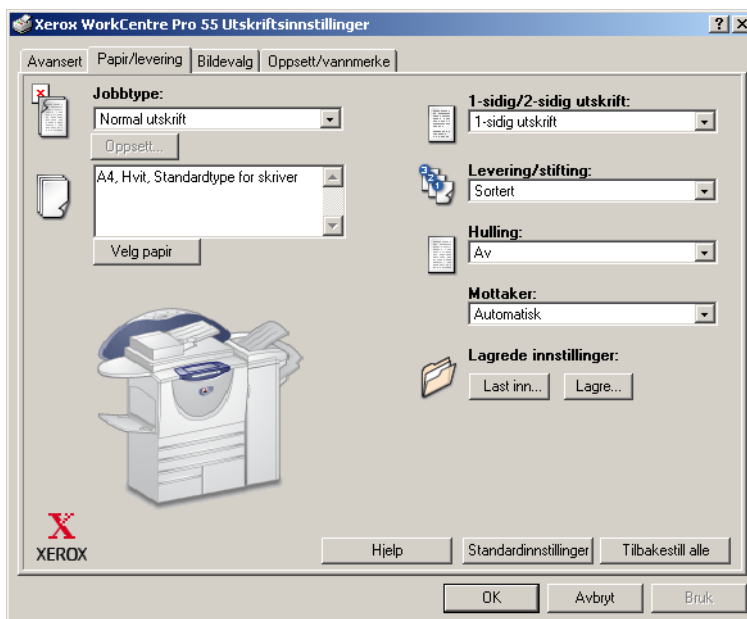 Xerox WorkCentre Pro 55 Utskriftsinnstillinger
Avansert
Papir/levering
Bildevalg
Oppsett/vannmerke
Jobbtype:
Normal utskrift
Oppsett...
A4, Hvit, Standardtype for skriver
Velg papir
1-sidig/2-sidig utskrift:
1-sidig utskrift
Levering/stifting:
Sortert
Hulling:
Av
Mottaker:
Automatisk
Lagrede innstillinger:
Last inn...
Lagre...
X
XEROX
Hjelp
Standardinnstillinger
Tilbakestill alle
OK
Avbryt
Bruk